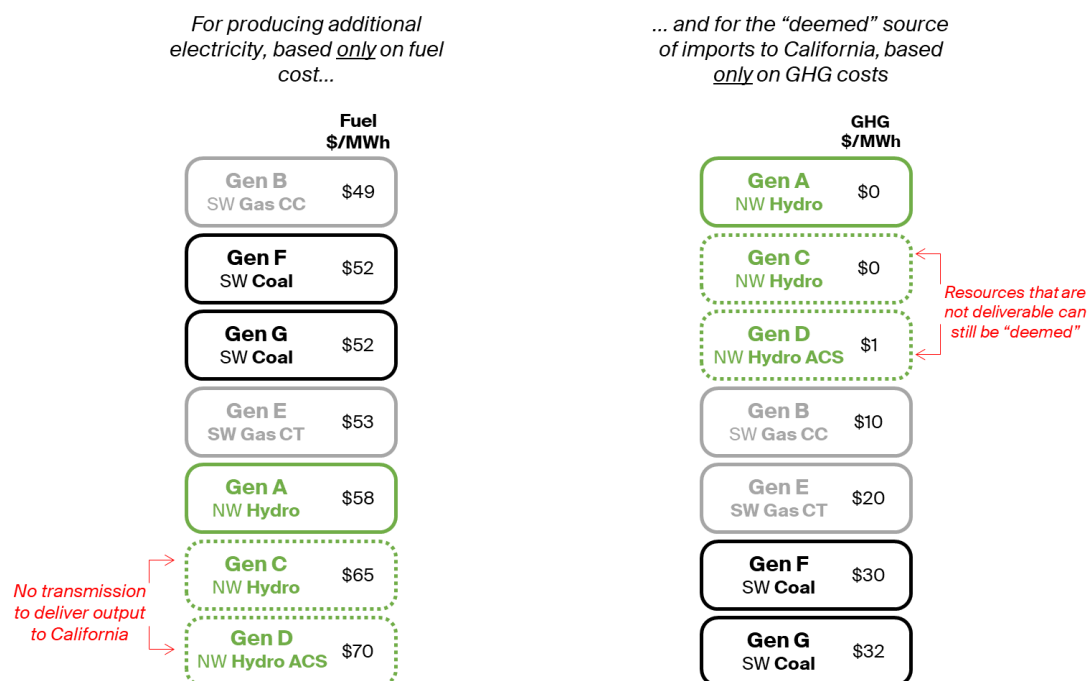 For producing additional
electricity, based only on fuel
cost...
Fuel
$/MWh
Gen B
SW Gas CC
$49
Gen F
SW Coal
$52
Gen G
SW Coal
$52
Gen E
SW Gas CT
$53
Gen A
NW Hydro
$58
Gen C
NW Hydro
$65
Gen D
NW Hydro ACS
$70
No transmission
to deliver output
to California
... and for the “deemed” source
of imports to California, based
only on GHG costs
GHG
$/MWh
Gen A
NW Hydro
$0
Gen C
NW Hydro
$0
Gen D
NW Hydro ACS
$1
Gen B
SW Gas CC
$10
Gen E
SW Gas CT
$20
Gen F
SW Coal
$30
Gen G
SW Coal
$32
Resources that are
not deliverable can
still be “deemed”